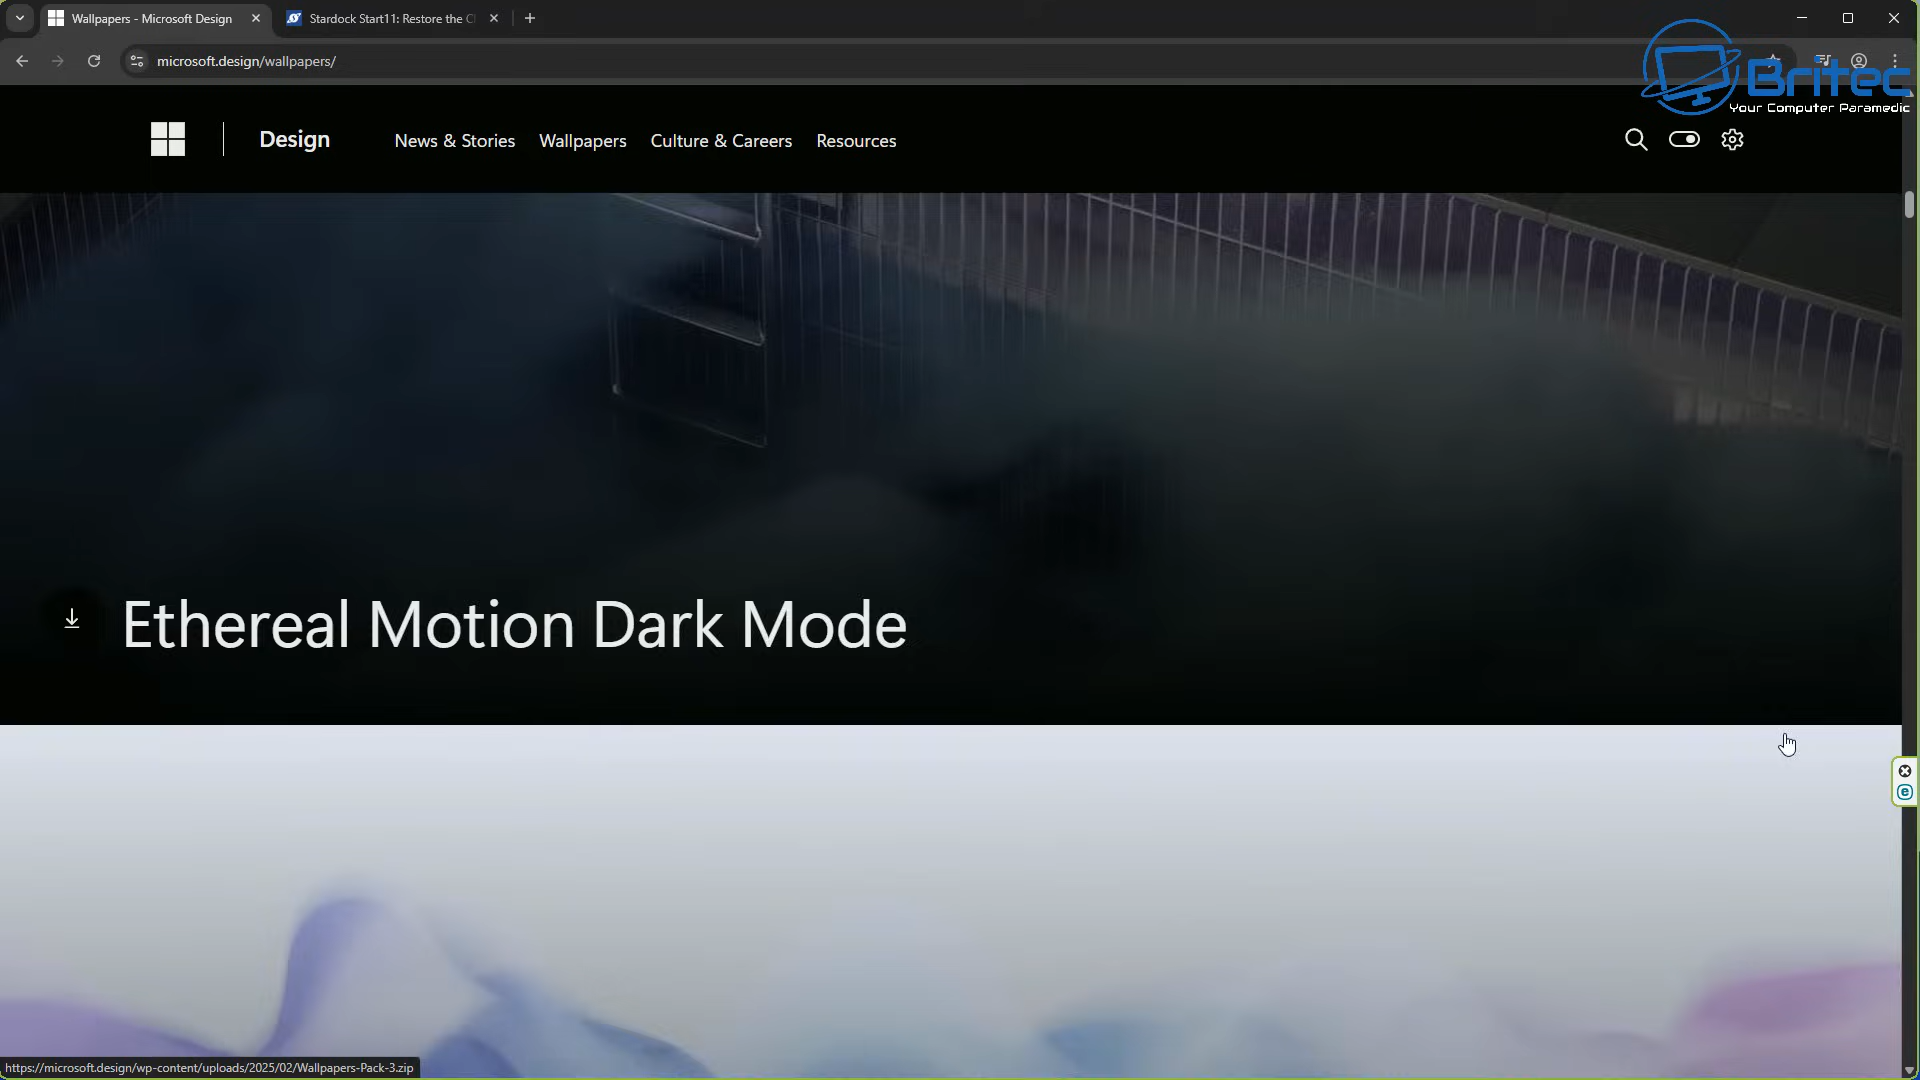 Wallpapers - Microsoft Design
Stardock Start11: Restore the
microsoft.design/wallpapers/
Britec
Your Computer Paramedic
Design
News & Stories
Wallpapers
Culture & Careers
Resources
Ethereal Motion Dark Mode
https://microsoft.design/wp-content/uploads/2025/02/Wallpapers-Pack-3.zip